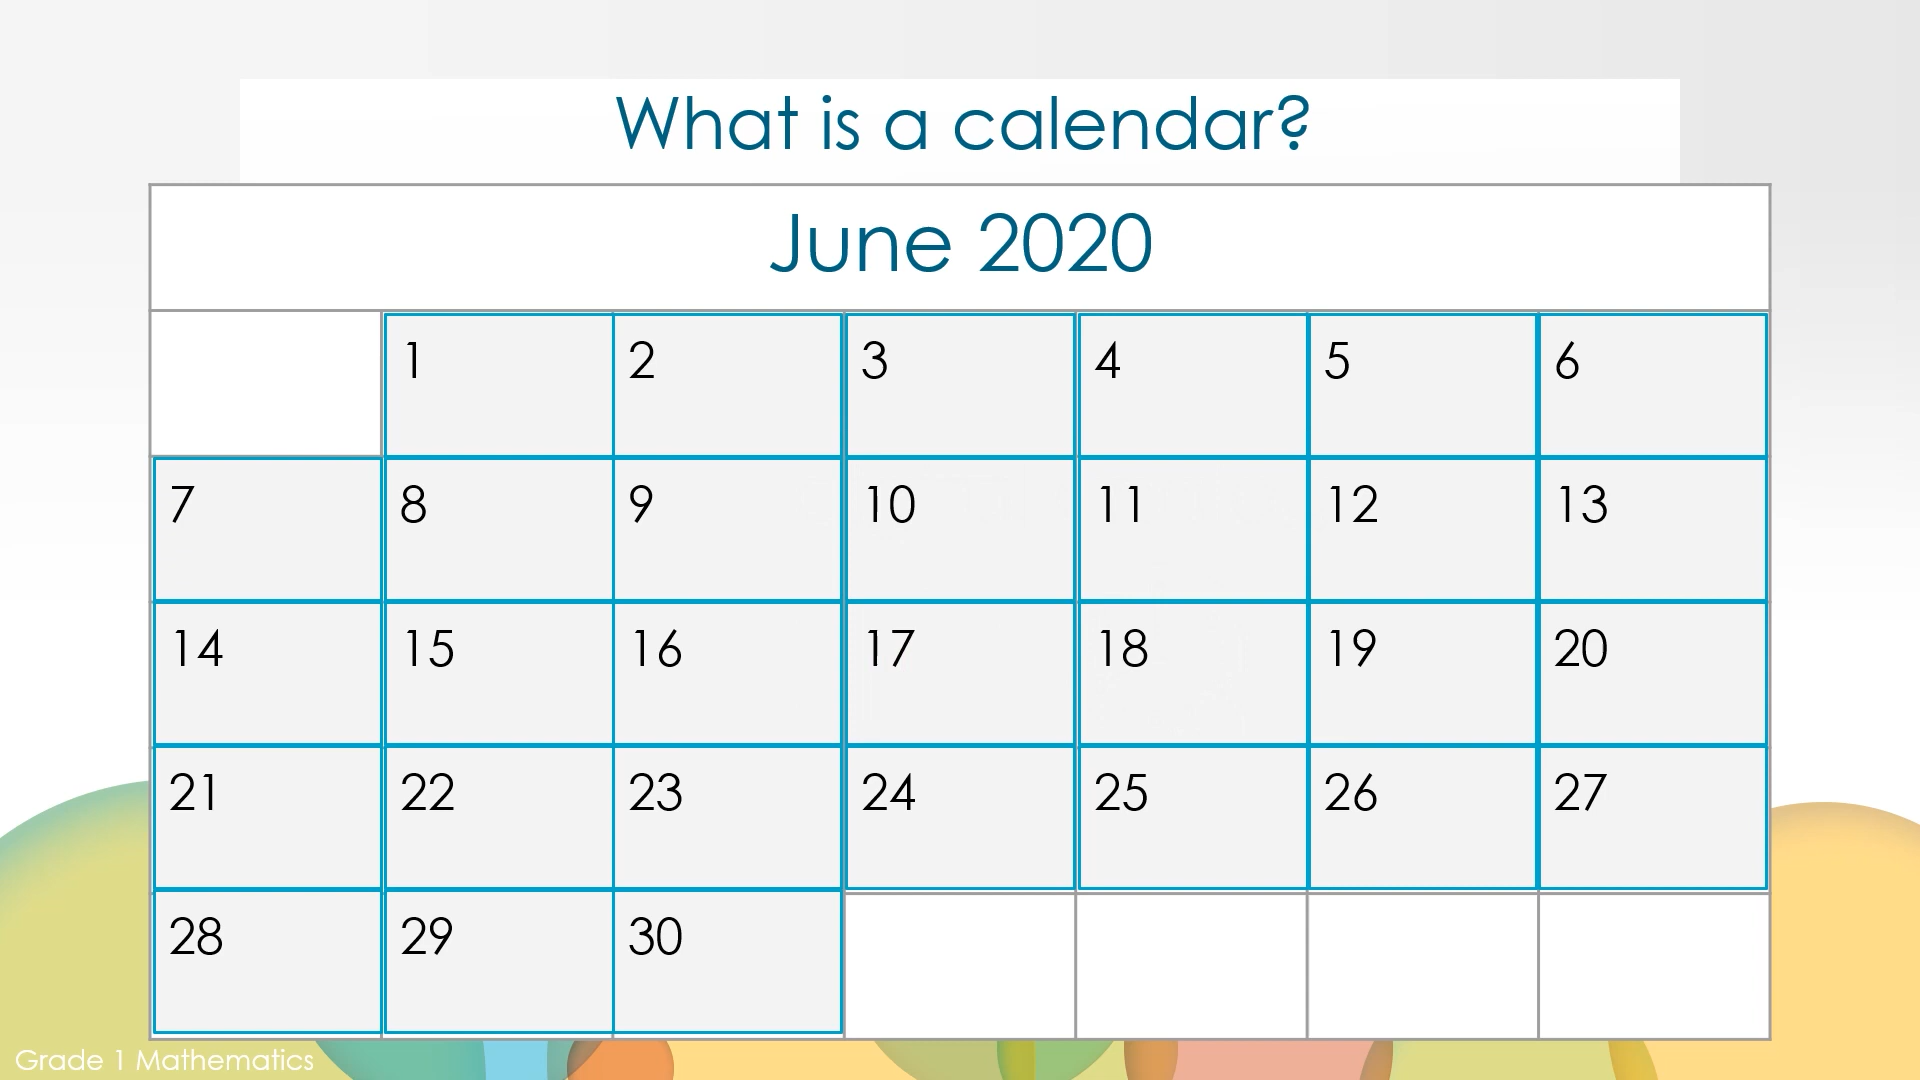 What is a calendar?
June 2020
1 2 3 4 5 6
7 8 9 10 11 12 13
14 15 16 17 18 19 20
21 22 23 24 25 26 27
28 29 30
Grade 1 Mathematics